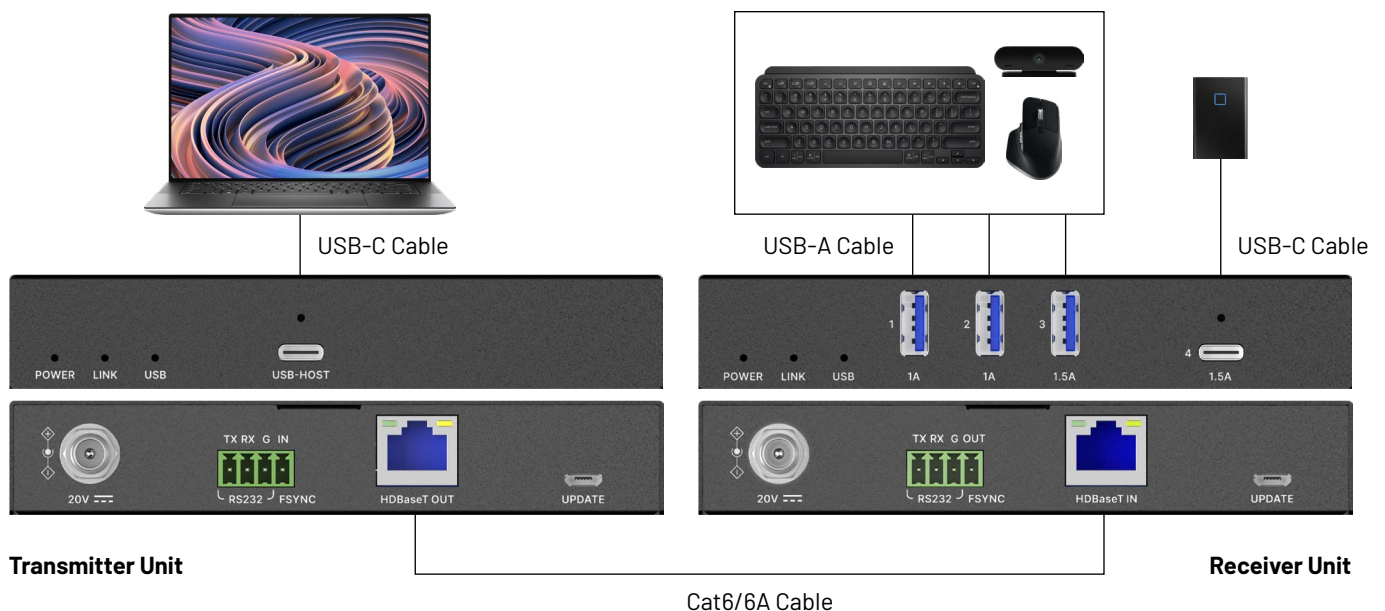 USB-C Cable
USB-A Cable
USB-C Cable
POWER LINK USB
USB-HOST
POWER LINK USB
1
1A
2
1A
3
1.5A
4
1.5A
20V
TX RX G IN
RS232 FSYNC
HDBaseT OUT
UPDATE
20V
TX RX G OUT
RS232 FSYNC
HDBaseT IN
UPDATE
Transmitter Unit
Receiver Unit
Cat6/6A Cable